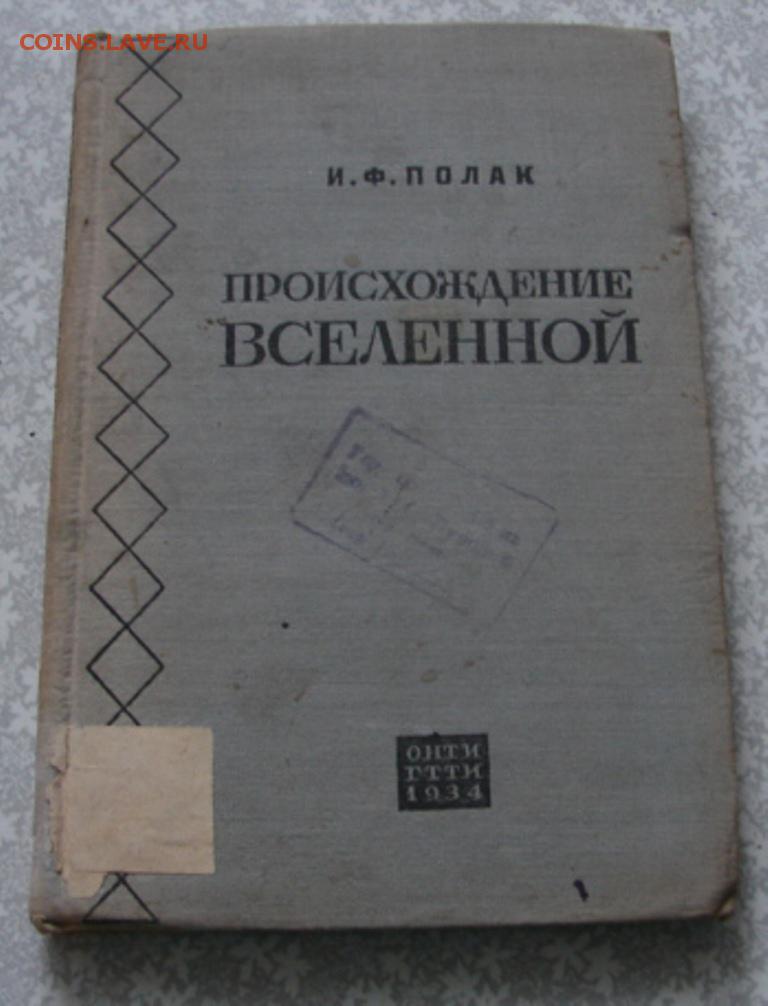 COINS.LAVE.RU
И.Ф.ПОЛАК
ПРОИСХОЖДЕНИЕ
ВСЕЛЕННОЙ
ОНТИ
ГТТИ
1934